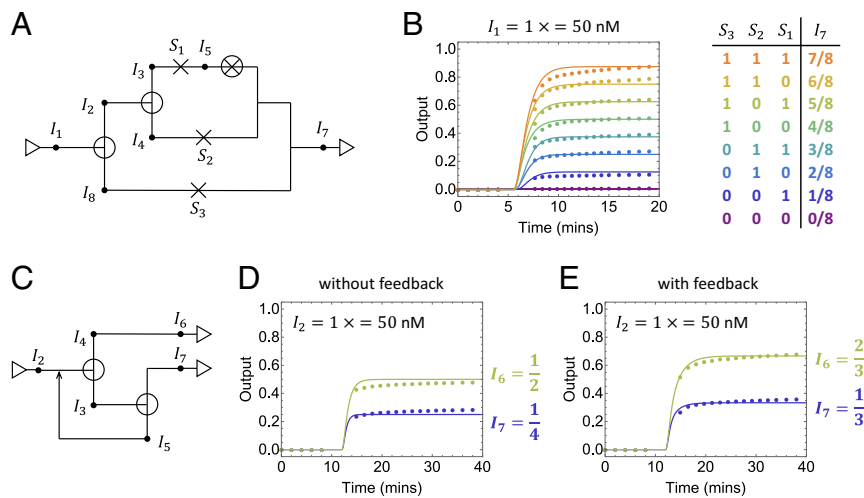 A
S₁ I₅
I₃
I₂
I₁
I₄
S₂
I₇
I₈
S₃
B
I₁ = 1 × = 50 nM
Output
1.0
0.8
0.6
0.4
0.2
0.0
0 5 10 15 20
Time (mins)
S₃ S₂ S₁ I₇
1 1 1 7/8
1 1 0 6/8
1 0 1 5/8
1 0 0 4/8
0 1 1 3/8
0 1 0 2/8
0 0 1 1/8
0 0 0 0/8
C
I₆
I₄
I₂
I₇
I₃
I₅
D
without feedback
I₂ = 1 × = 50 nM
Output
1.0
0.8
0.6
0.4
0.2
0.0
0 10 20 30 40
Time (mins)
I₆ = 1/2
I₇ = 1/4
E
with feedback
I₂ = 1 × = 50 nM
Output
1.0
0.8
0.6
0.4
0.2
0.0
0 10 20 30 40
Time (mins)
I₆ = 2/3
I₇ = 1/3